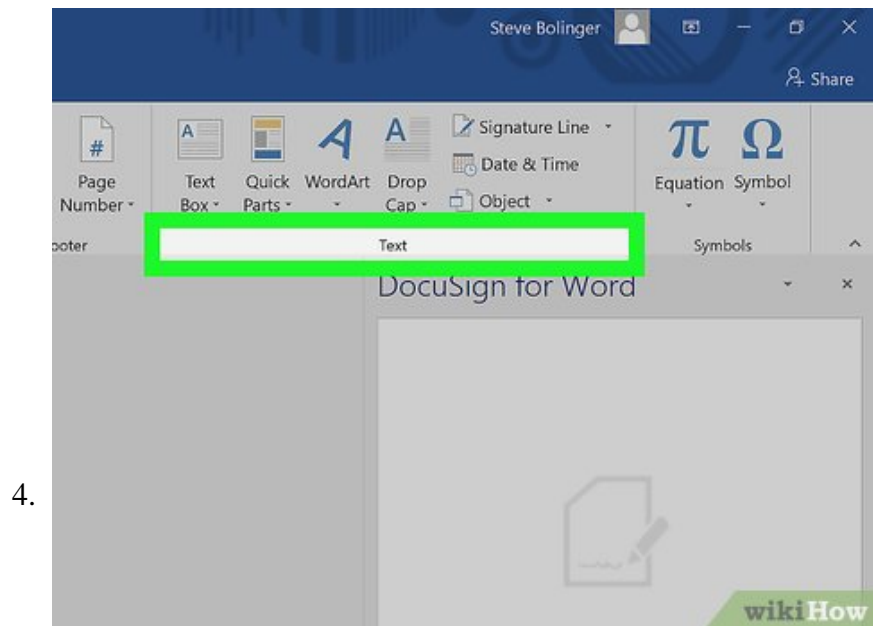 Steve Bolinger
Share
#
A
A
A
π
Ω
Signature Line
Date & Time
Object
Page
Number
Text
Box
Quick
Parts
WordArt
Drop
Cap
Equation
Symbol
ooter
Text
Symbols
DocuSign for Word
4.
wikiHow